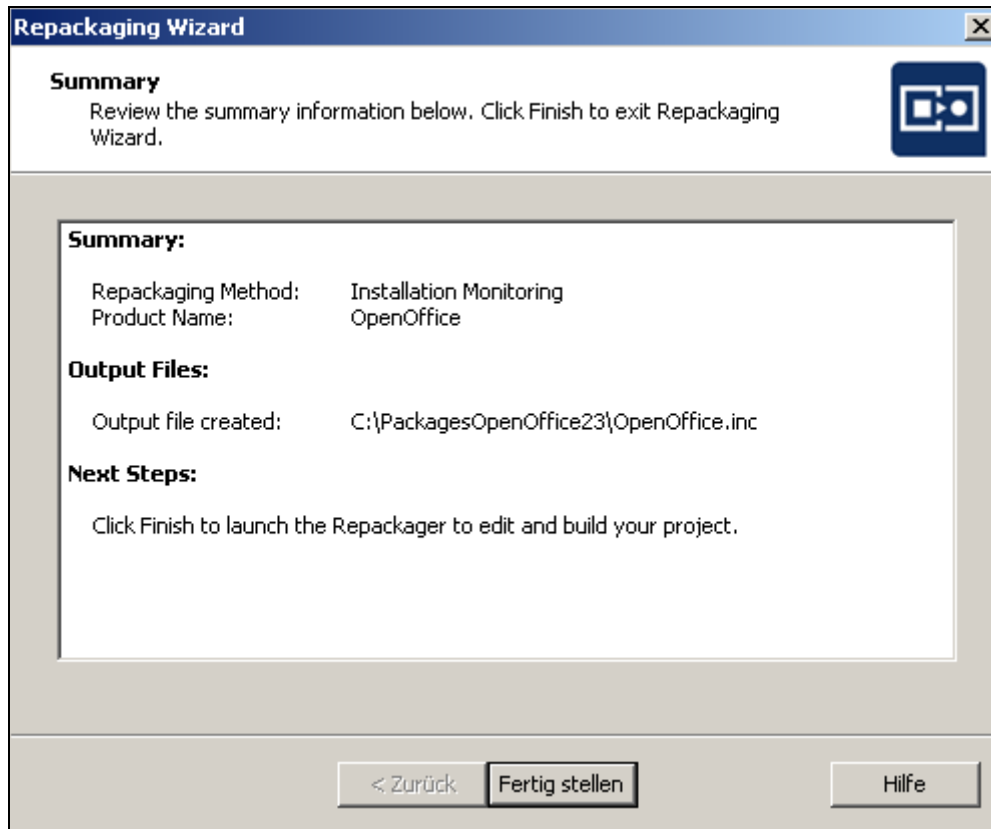 Repackaging Wizard
Summary
Review the summary information below. Click Finish to exit Repackaging
Wizard.
Summary:
Repackaging Method: Installation Monitoring
Product Name: OpenOffice
Output Files:
Output file created: C:\PackagesOpenOffice23\OpenOffice.inc
Next Steps:
Click Finish to launch the Repackager to edit and build your project.
< Zurück Fertig stellen Hilfe